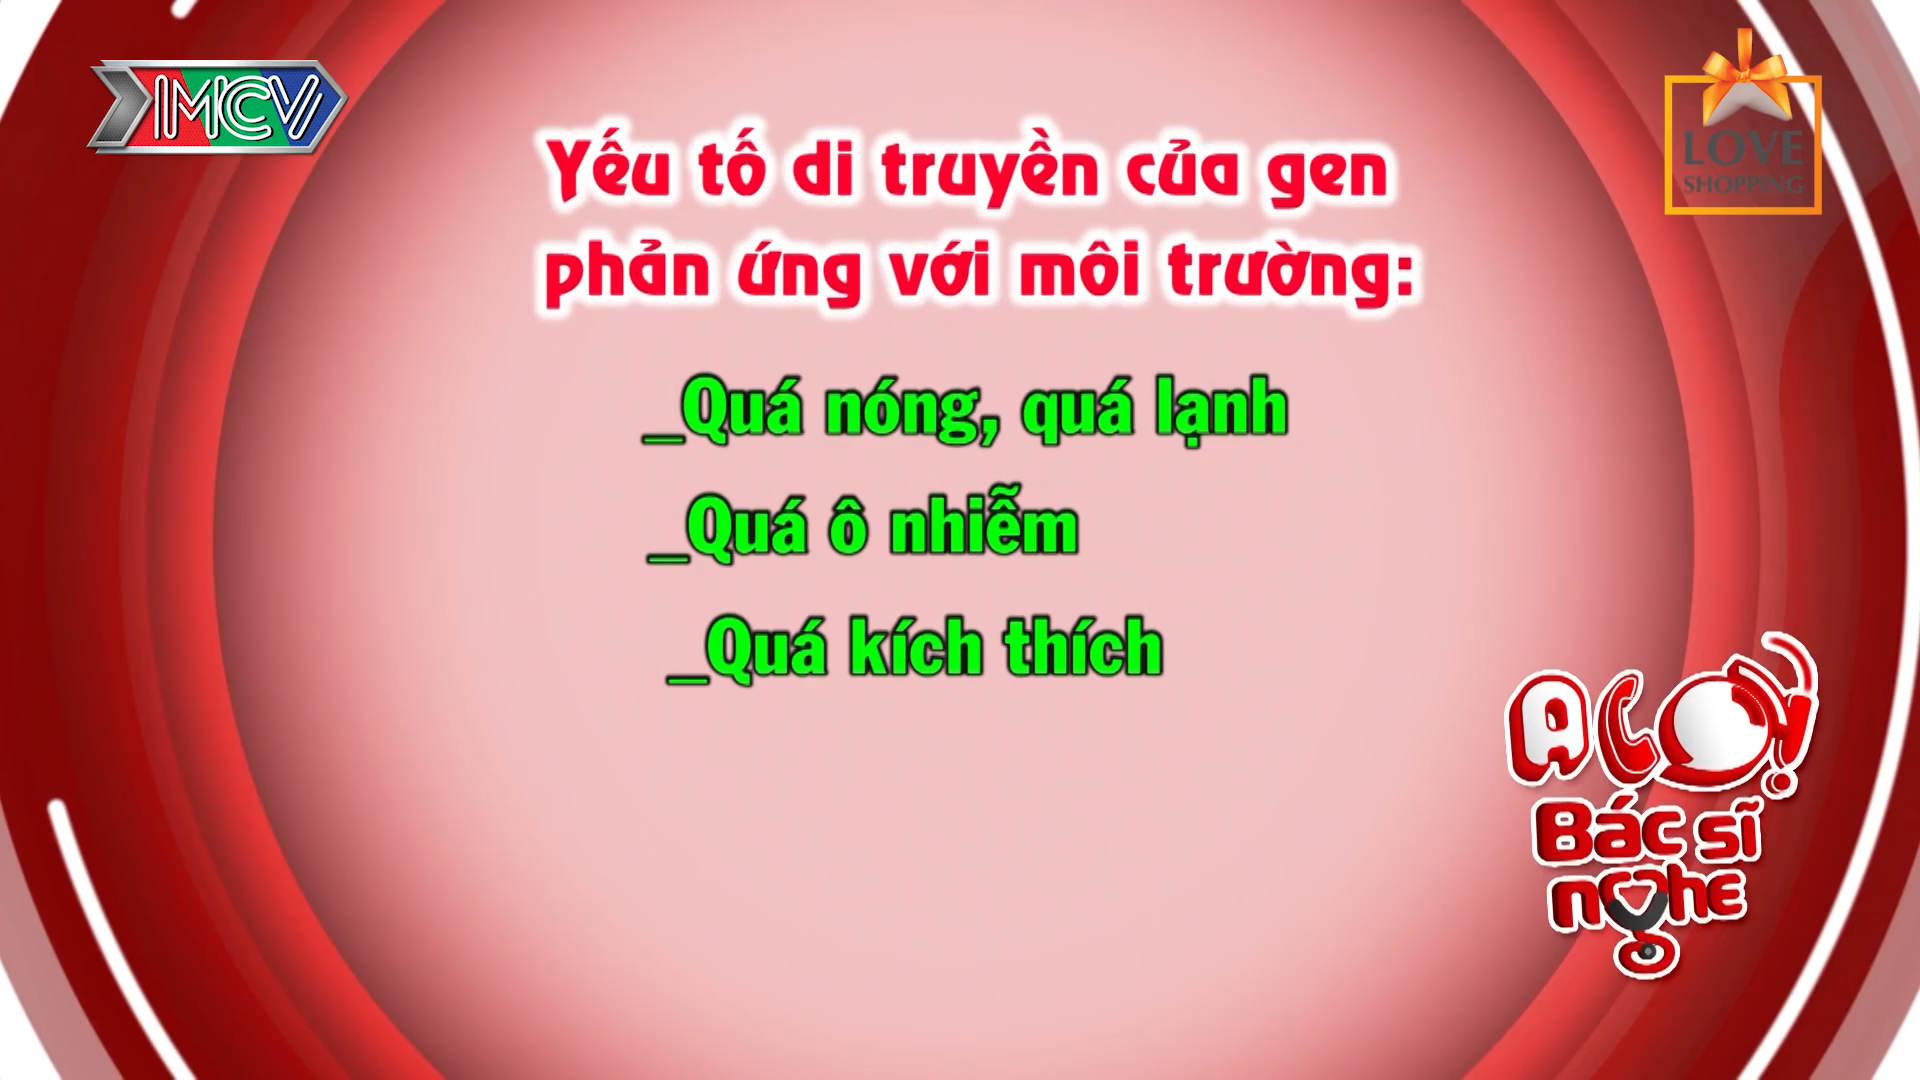 IMCV
LOVE
SHOPPING
Yếu tố di truyền của gen
phản ứng với môi trường:
_Quá nóng, quá lạnh
_Quá ô nhiễm
_Quá kích thích
ALO!
Bác sĩ
nghe